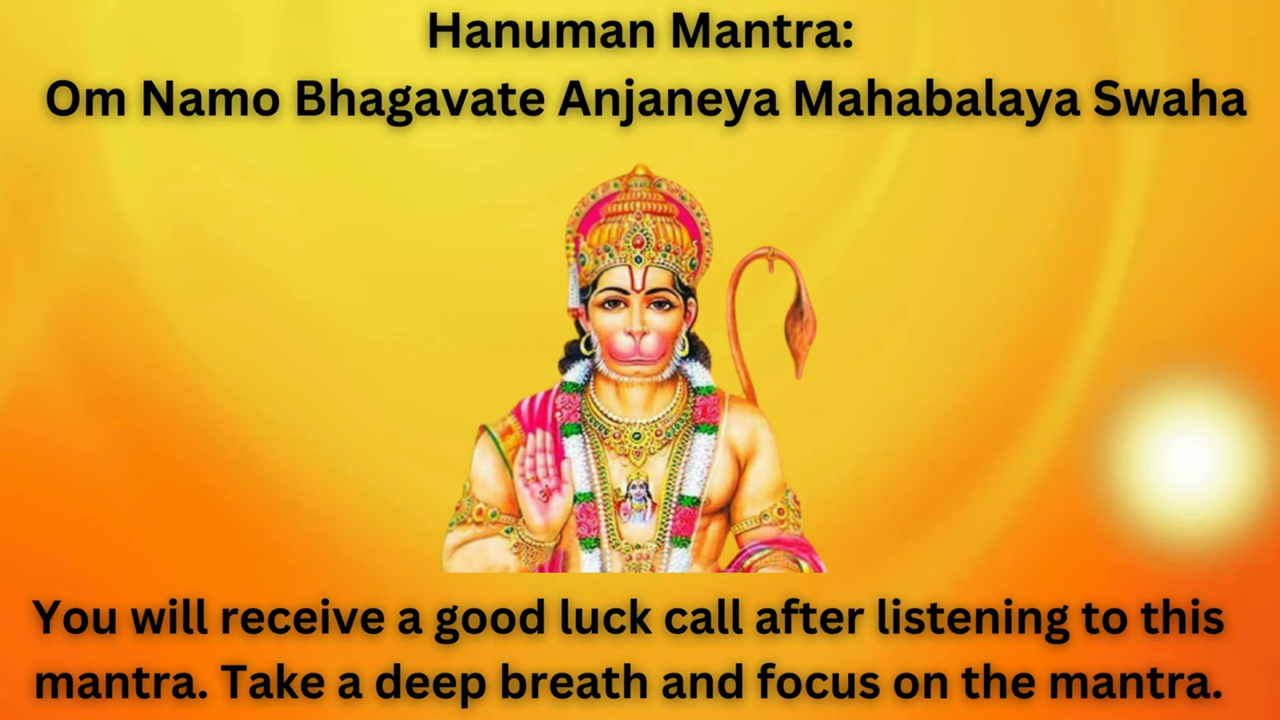 Hanuman Mantra:
Om Namo Bhagavate Anjaneya Mahabalaya Swaha
You will receive a good luck call after listening to this
mantra. Take a deep breath and focus on the mantra.